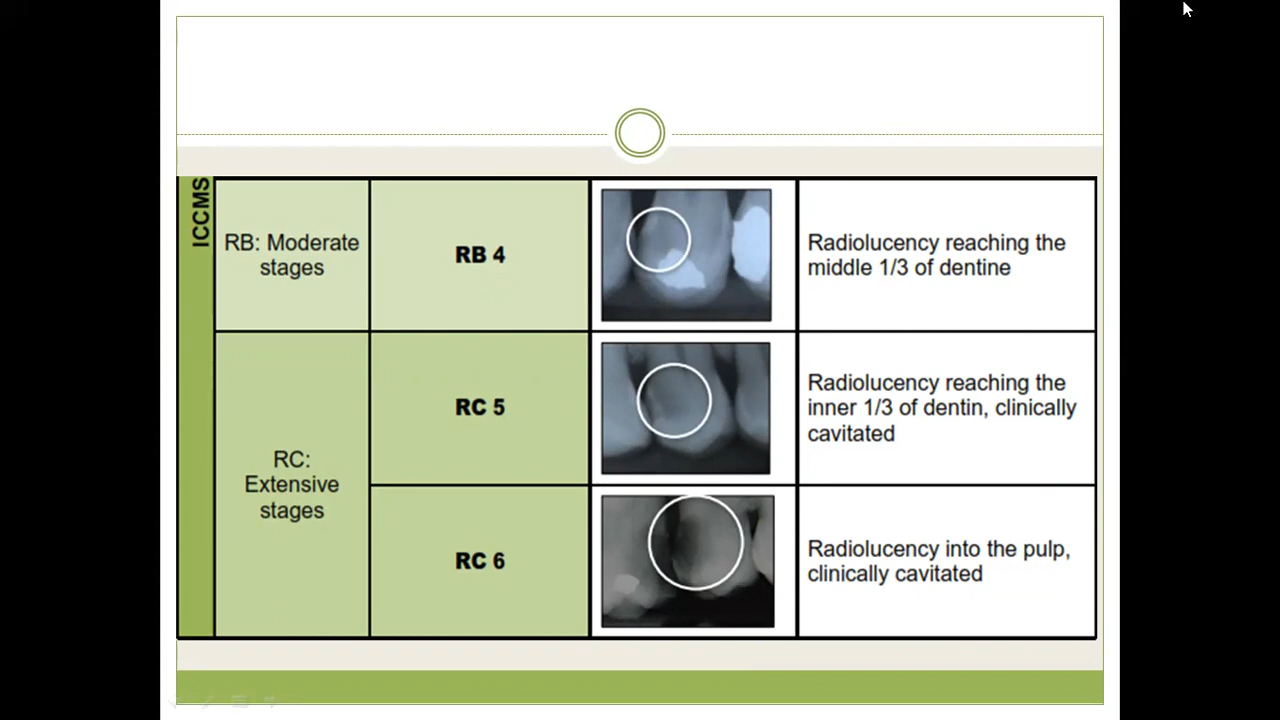 ICCMS
RB: Moderate
stages
RB 4
Radiolucency reaching the
middle 1/3 of dentine
RC:
Extensive
stages
RC 5
Radiolucency reaching the
inner 1/3 of dentin, clinically
cavitated
RC 6
Radiolucency into the pulp,
clinically cavitated